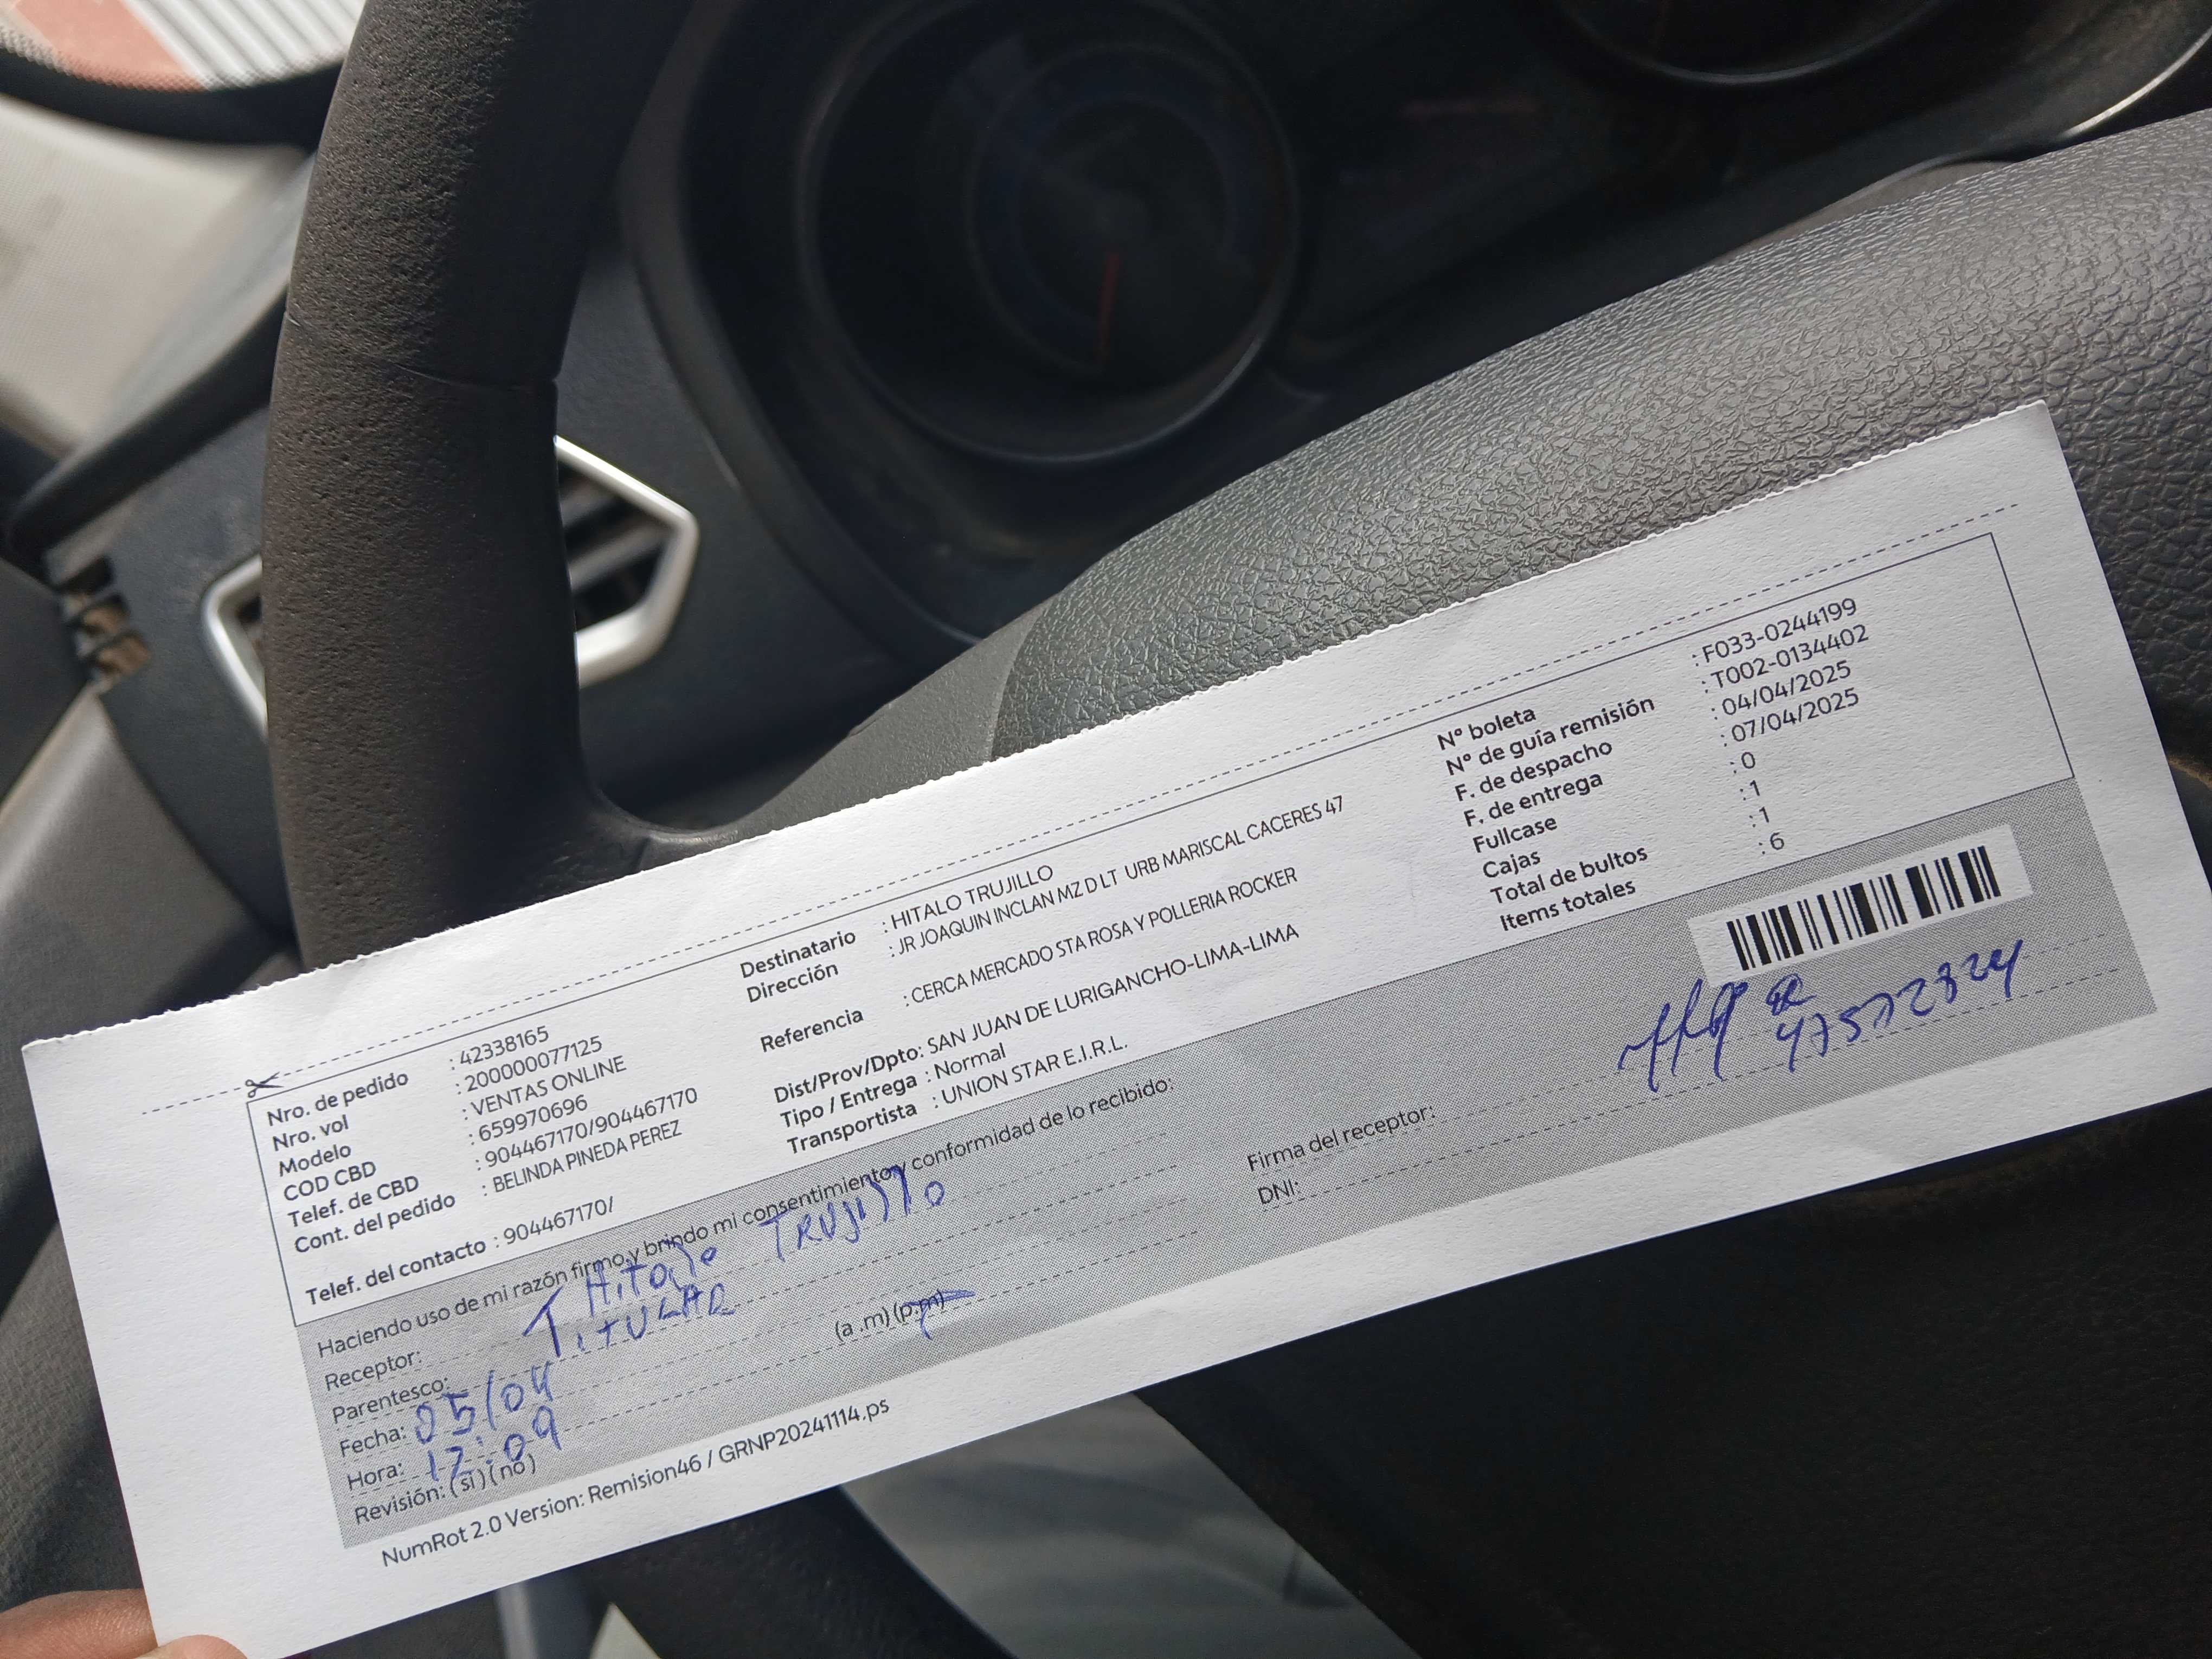 Nro. de pedido : 42338165
Nro. vol : 20000077125
Modelo : VENTAS ONLINE
COD CBD : 659970696
Telef. de CBD : 904467170/904467170
Cont. del pedido : BELINDA PINEDA PEREZ
Telef. del contacto : 904467170/
Destinatario : HITALO TRUJILLO
Dirección : JR JOAQUIN INCLAN MZ D LT URB MARISCAL CACERES 47
Referencia : CERCA MERCADO STA ROSA Y POLLERIA ROCKER
Dist/Prov/Dpto: SAN JUAN DE LURIGANCHO-LIMA-LIMA
Tipo / Entrega : Normal
Transportista : UNION STAR E.I.R.L.
N° boleta : F033-0244199
N° de guía remisión : T002-0134402
F. de despacho : 04/04/2025
F. de entrega : 07/04/2025
Fullcase : 0
Cajas : 1
Total de bultos : 1
Items totales : 6
Haciendo uso de mi razón firmo,y brindo mi consentimiento,y conformidad de lo recibido:
Receptor: Hitalo TRUJillo
Parentesco: TiTULAR
Fecha: 05/04
Hora: 12:09 (a .m) (p.m)
Revisión: (si) (no)
Firma del receptor:
DNI:
NumRot 2.0 Version: Remision46 / GRNP20241114.ps